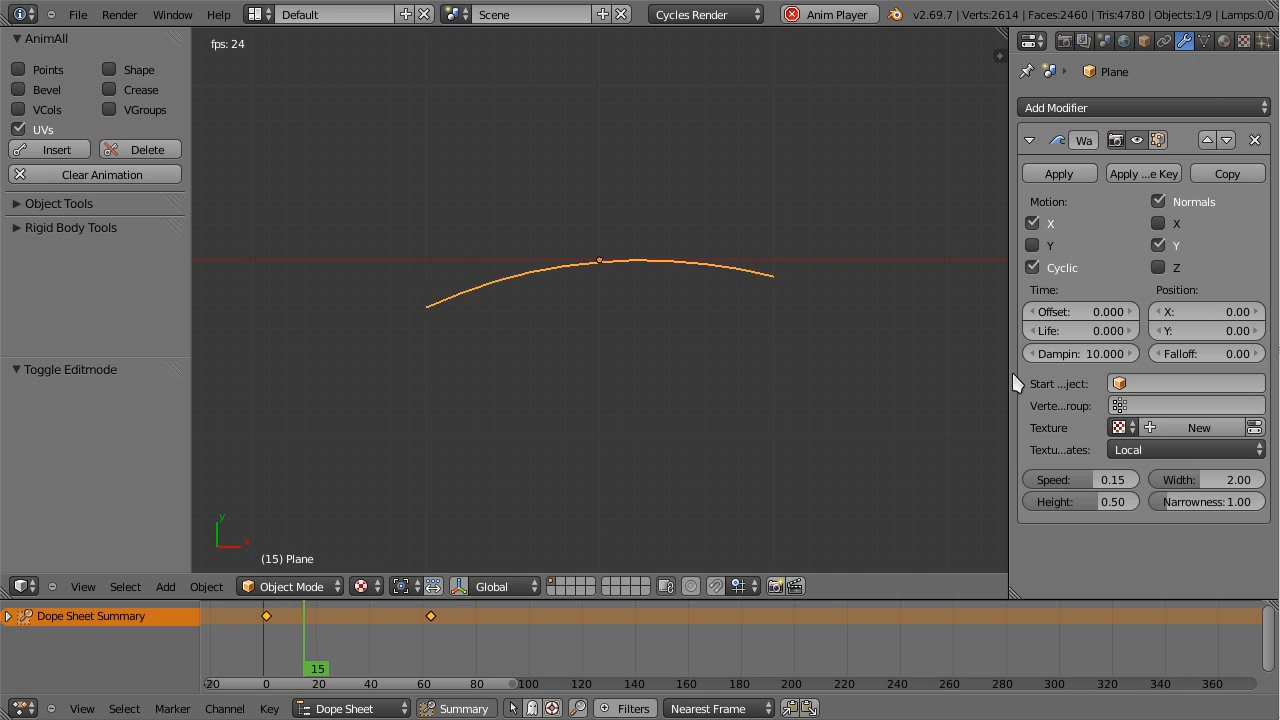 File Render Window Help Default Scene Cycles Render Anim Player v2.69.7 | Verts:2614 | Faces:2460 | Tris:4780 | Objects:1/9 | Lamps:0/0
AnimAll
Points Shape
Bevel Crease
VCols VGroups
UVs
Insert Delete
Clear Animation
Object Tools
Rigid Body Tools
Toggle Editmode
fps: 24
y
x
(15) Plane
View Select Add Object Object Mode Global
Plane
Add Modifier
Wa
Apply Apply ...e Key Copy
Motion: Normals
X X
Y Y
Cyclic Z
Time: Position:
Offset: 0.000 X: 0.00
Life: 0.000 Y: 0.00
Dampin: 10.000 Falloff: 0.00
Start ...ject:
Verte...roup:
Texture New
Textu...ates: Local
Speed: 0.15 Width: 2.00
Height: 0.50 Narrowness: 1.00
Dope Sheet Summary
15
-20 0 20 40 60 80 100 120 140 160 180 200 220 240 260 280 300 320 340 360
View Select Marker Channel Key Dope Sheet Summary Filters Nearest Frame